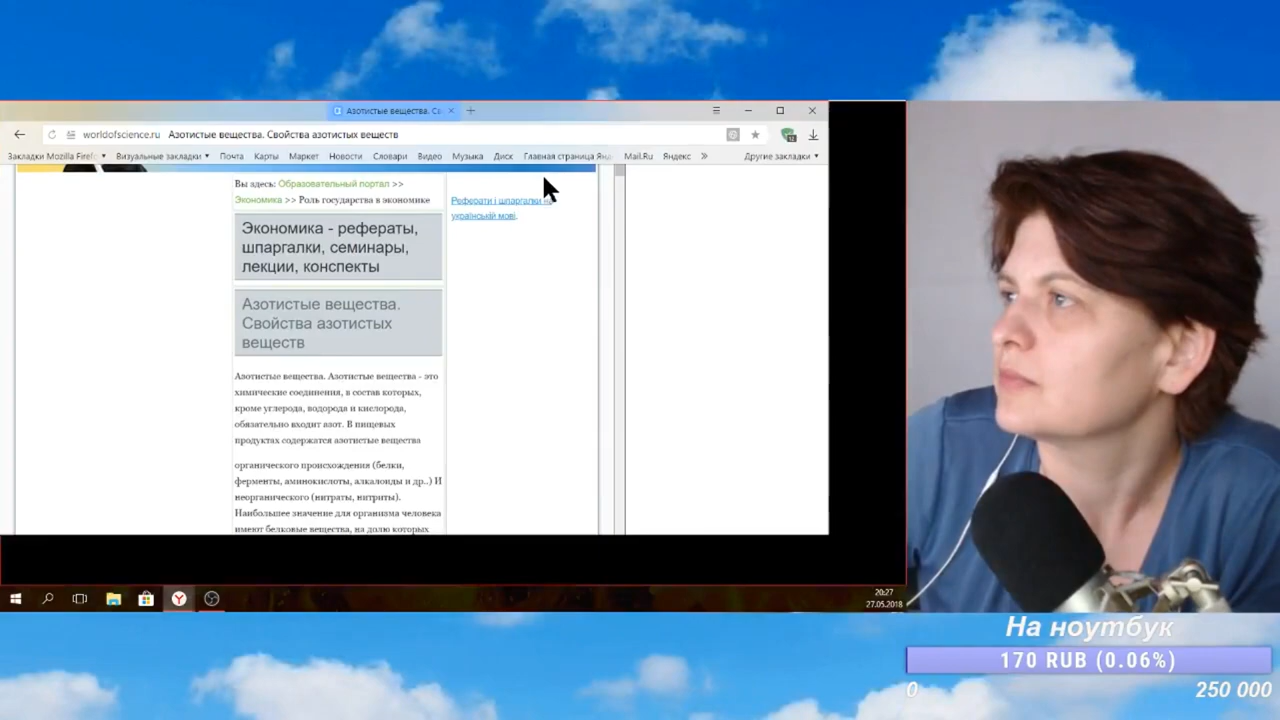 Азотистые вещества. Св
worldofscience.ru Азотистые вещества. Свойства азотистых веществ
Закладки Mozilla Firefo Визуальные закладки Почта Карты Маркет Новости Словари Видео Музыка Диск Главная страница Янд Mail.Ru Яндекс » Другие закладки
Вы здесь: Образовательный портал >>
Экономика >> Роль государства в экономике
Реферати і шпаргалки на
українській мові.
Экономика - рефераты,
шпаргалки, семинары,
лекции, конспекты
Азотистые вещества.
Свойства азотистых
веществ
Азотистые вещества. Азотистые вещества - это
химические соединения, в состав которых,
кроме углерода, водорода и кислорода,
обязательно входит азот. В пищевых
продуктах содержатся азотистые вещества
органического происхождения (белки,
ферменты, аминокислоты, алкалоиды и др..) И
неорганического (нитраты, нитриты).
Наибольшее значение для организма человека
имеют белковые вещества, на долю которых
20:27
27.05.2018
На ноутбук
170 RUB (0.06%)
0 250 000